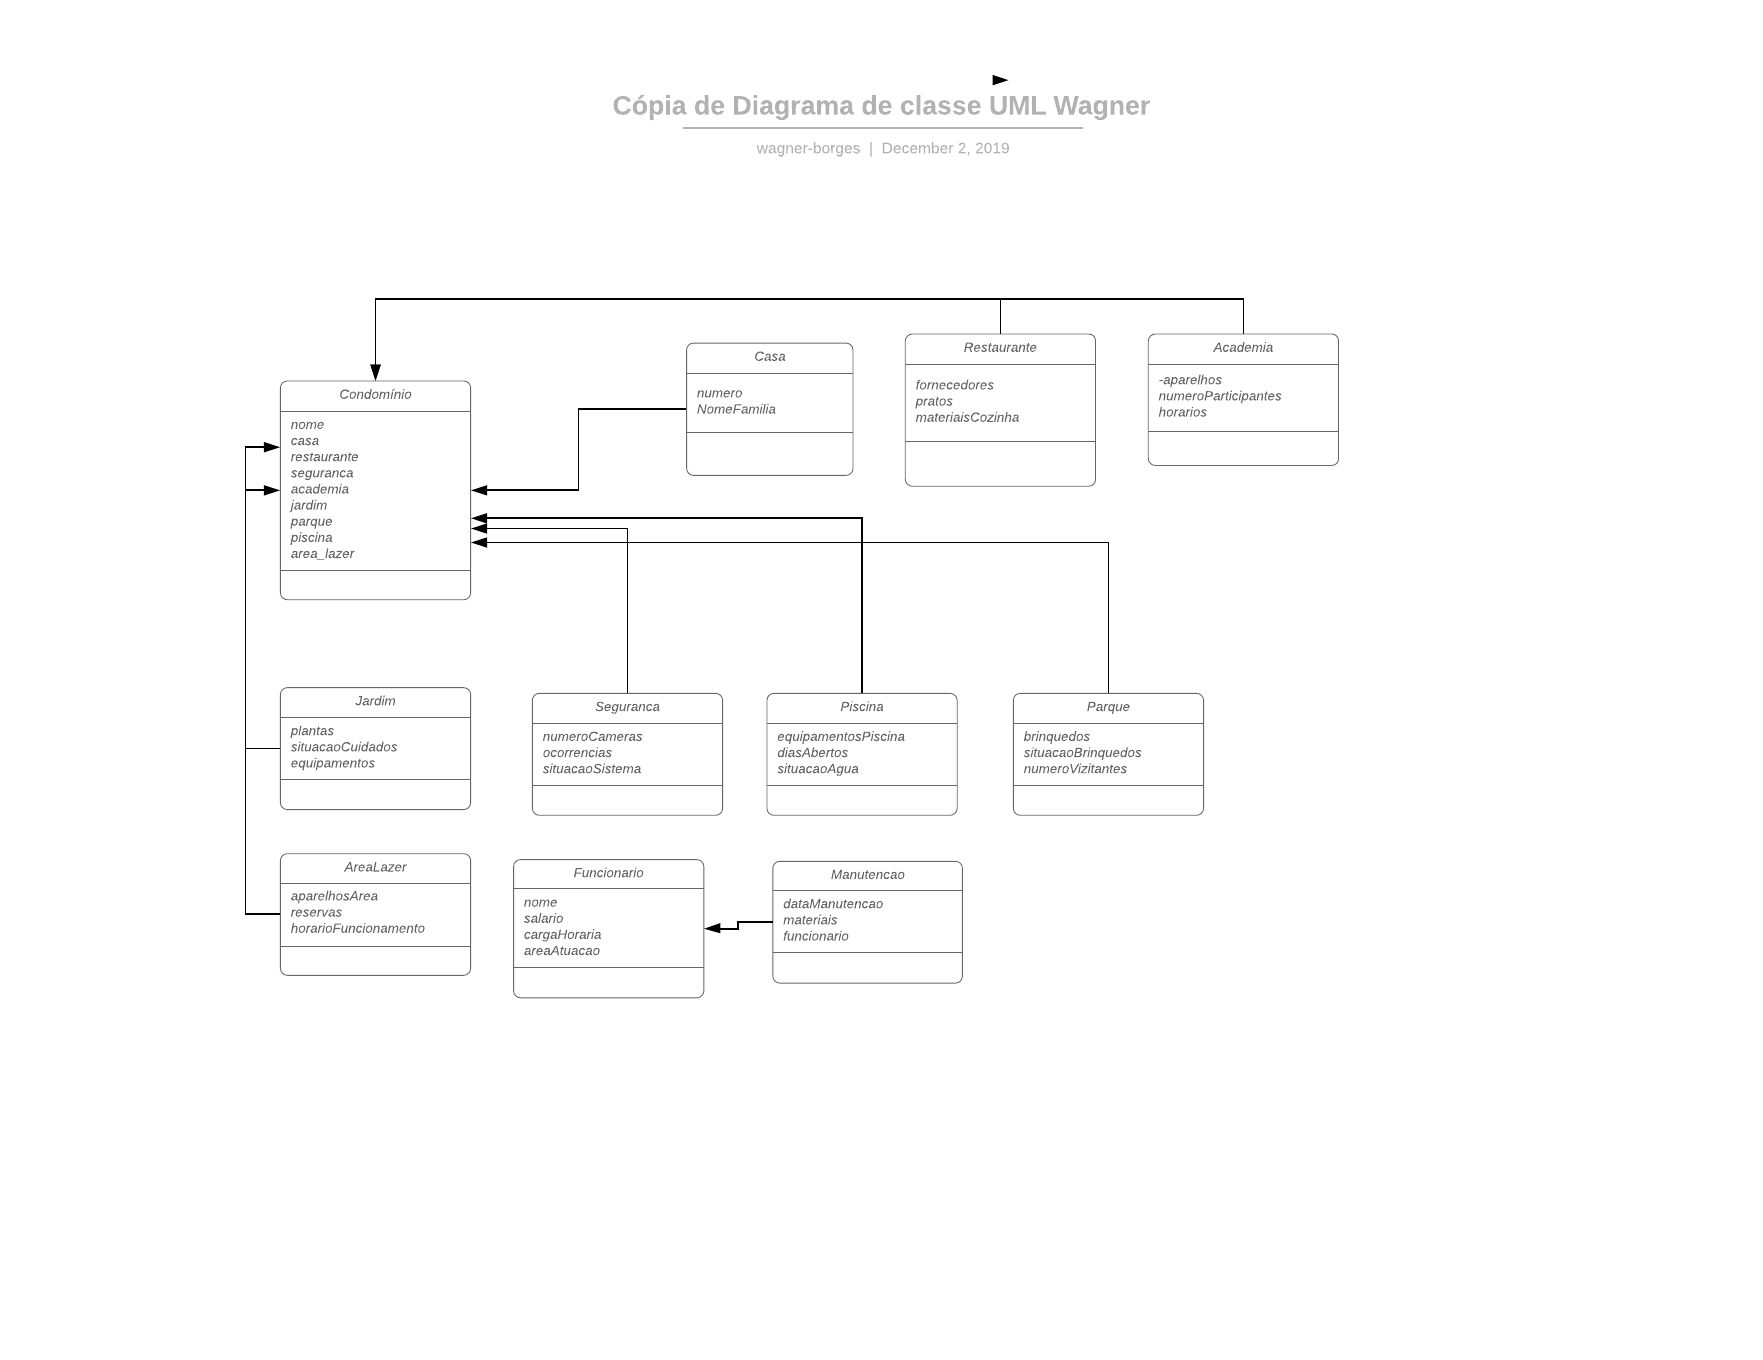 Cópia de Diagrama de classe UML Wagner
wagner-borges | December 2, 2019
Condomínio
nome
casa
restaurante
seguranca
academia
jardim
parque
piscina
area_lazer
Casa
numero
NomeFamilia
Restaurante
fornecedores
pratos
materiaisCozinha
Academia
-aparelhos
numeroParticipantes
horarios
Jardim
plantas
situacaoCuidados
equipamentos
Seguranca
numeroCameras
ocorrencias
situacaoSistema
Piscina
equipamentosPiscina
diasAbertos
situacaoAgua
Parque
brinquedos
situacaoBrinquedos
numeroVizitantes
AreaLazer
aparelhosArea
reservas
horarioFuncionamento
Funcionario
nome
salario
cargaHoraria
areaAtuacao
Manutencao
dataManutencao
materiais
funcionario